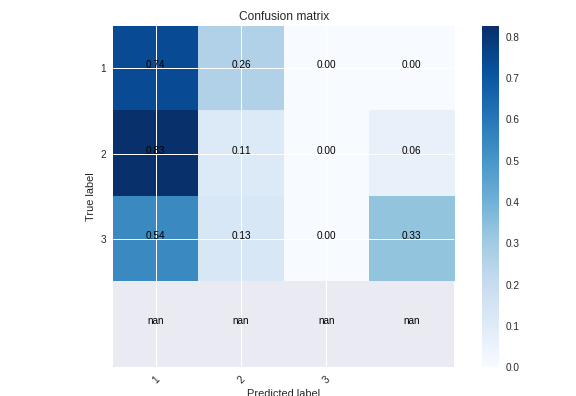 Confusion matrix
1 0.74 0.26 0.00 0.00
2 0.83 0.11 0.00 0.06
3 0.54 0.13 0.00 0.33
nan nan nan nan
1 2 3
Predicted label
True label
0.8
0.7
0.6
0.5
0.4
0.3
0.2
0.1
0.0